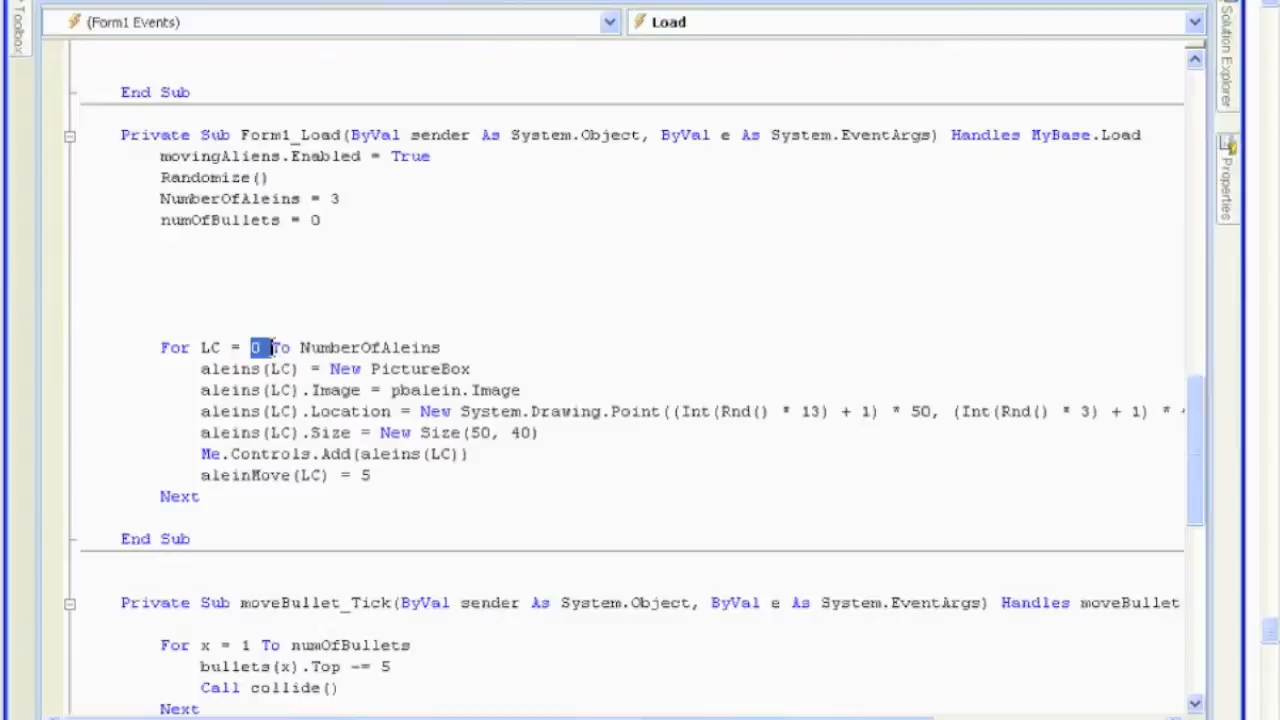 Toolbox
(Form1 Events)
Load
Solution Explorer
Properties
End Sub
Private Sub Form1_Load(ByVal sender As System.Object, ByVal e As System.EventArgs) Handles MyBase.Load
movingAliens.Enabled = True
Randomize()
NumberOfAleins = 3
numOfBullets = 0
For LC = 0 To NumberOfAleins
aleins(LC) = New PictureBox
aleins(LC).Image = pbalein.Image
aleins(LC).Location = New System.Drawing.Point((Int(Rnd() * 13) + 1) * 50, (Int(Rnd() * 3) + 1) *
aleins(LC).Size = New Size(50, 40)
Me.Controls.Add(aleins(LC))
aleinMove(LC) = 5
Next
End Sub
Private Sub moveBullet_Tick(ByVal sender As System.Object, ByVal e As System.EventArgs) Handles moveBullet
For x = 1 To numOfBullets
bullets(x).Top -= 5
Call collide()
Next